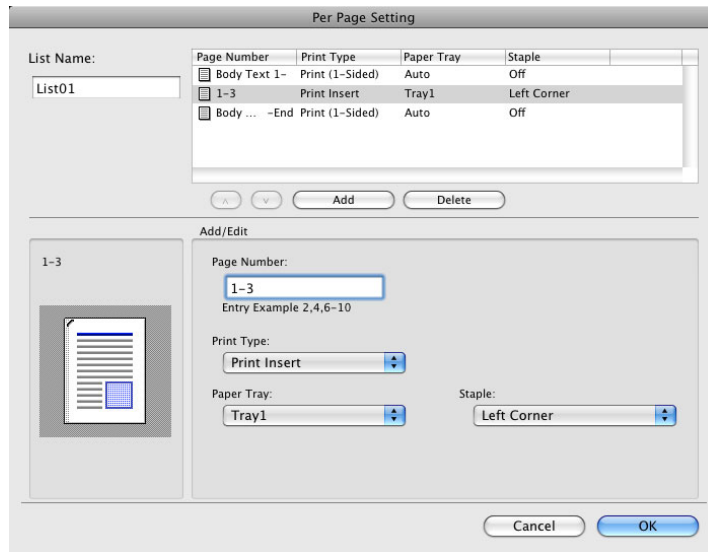 Per Page Setting
List Name:
List01
Page Number Print Type Paper Tray Staple
Body Text 1- Print (1-Sided) Auto Off
1-3 Print Insert Tray1 Left Corner
Body ... -End Print (1-Sided) Auto Off
Add Delete
Add/Edit
1-3
Page Number:
1-3
Entry Example 2,4,6-10
Print Type:
Print Insert
Paper Tray: Staple:
Tray1 Left Corner
Cancel OK